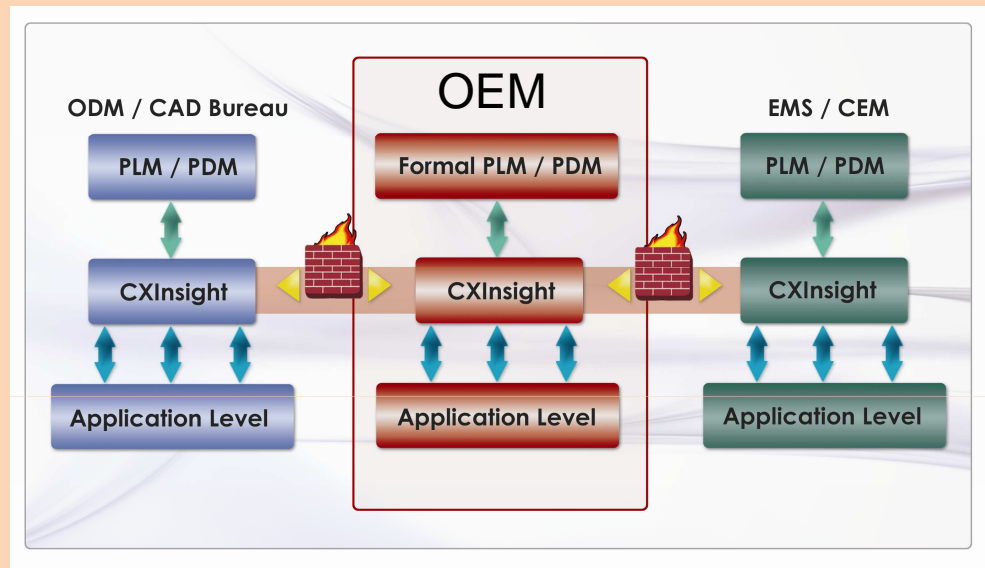 OEM
ODM / CAD Bureau
EMS / CEM
PLM / PDM
Formal PLM / PDM
PLM / PDM
CXInsight
CXInsight
CXInsight
Application Level
Application Level
Application Level